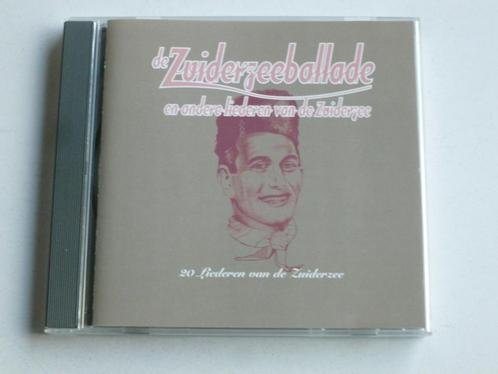 de Zuiderzeeballade
en andere liederen van de Zuiderzee
20 Liederen van de Zuiderzee